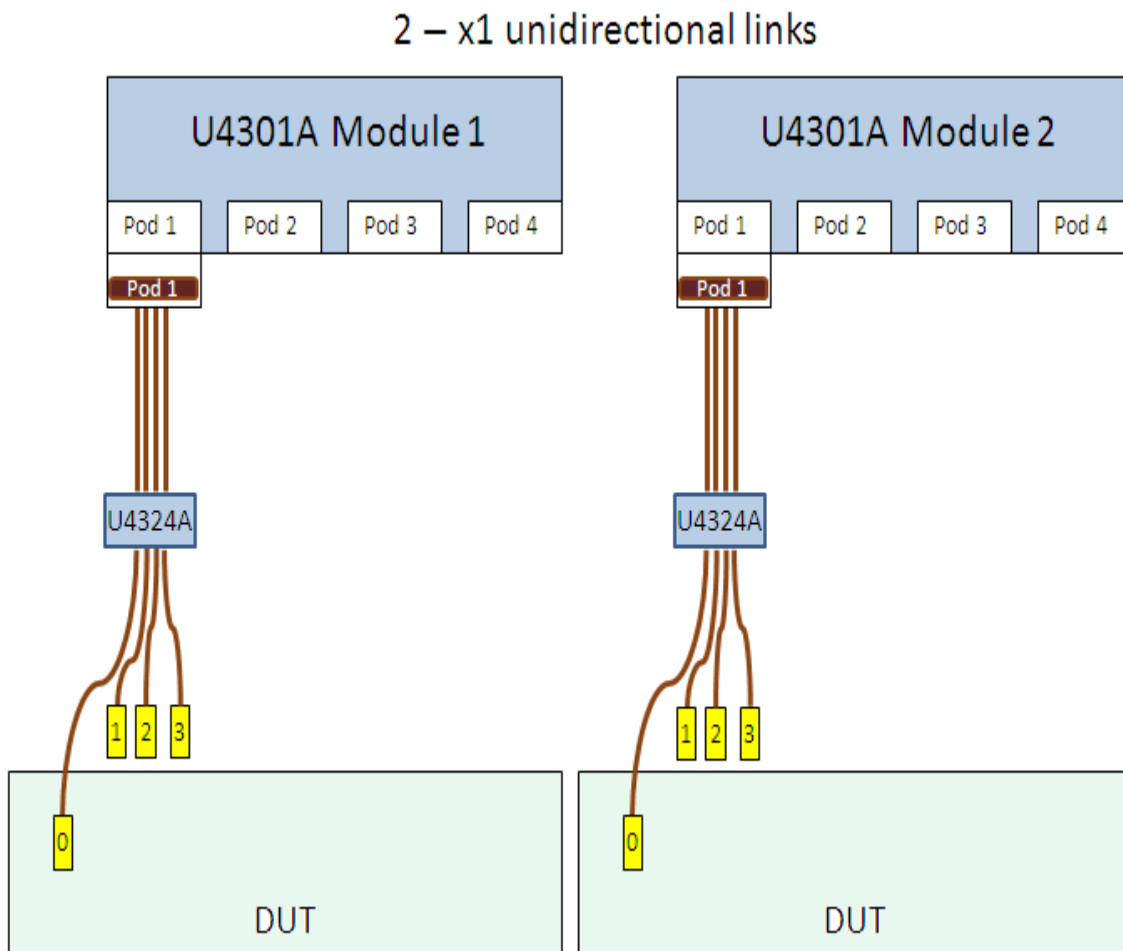 2 – x1 unidirectional links
U4301A Module 1
U4301A Module 2
Pod 1
Pod 2
Pod 3
Pod 4
Pod 1
Pod 2
Pod 3
Pod 4
Pod 1
Pod 1
U4324A
U4324A
1
2
3
1
2
3
0
0
DUT
DUT